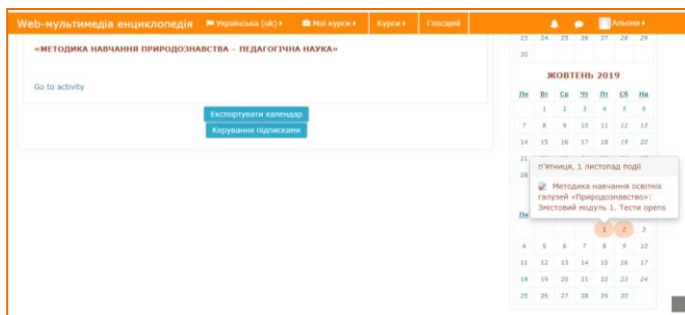 Web-мультимедіа енциклопедія Українська (uk) Мої курси Курси Глосарій Альона
«МЕТОДИКА НАВЧАННЯ ПРИРОДОЗНАВСТВА – ПЕДАГОГІЧНА НАУКА»
Go to activity
Експортувати календар
Керування підписками
23 24 25 26 27 28 29
30
ЖОВТЕНЬ 2019
Пн Вт Ср Чт Пт Сб Нд
1 2 3 4 5 6
7 8 9 10 11 12 13
14 15 16 17 18 19 20
21
28
п'ятниця, 1 листопад події
Методика навчання освітніх
галузей «Природознавство»:
Змістовий модуль 1. Тести opens
Пн
1 2 3
4 5 6 7 8 9 10
11 12 13 14 15 16 17
18 19 20 21 22 23 24
25 26 27 28 29 30